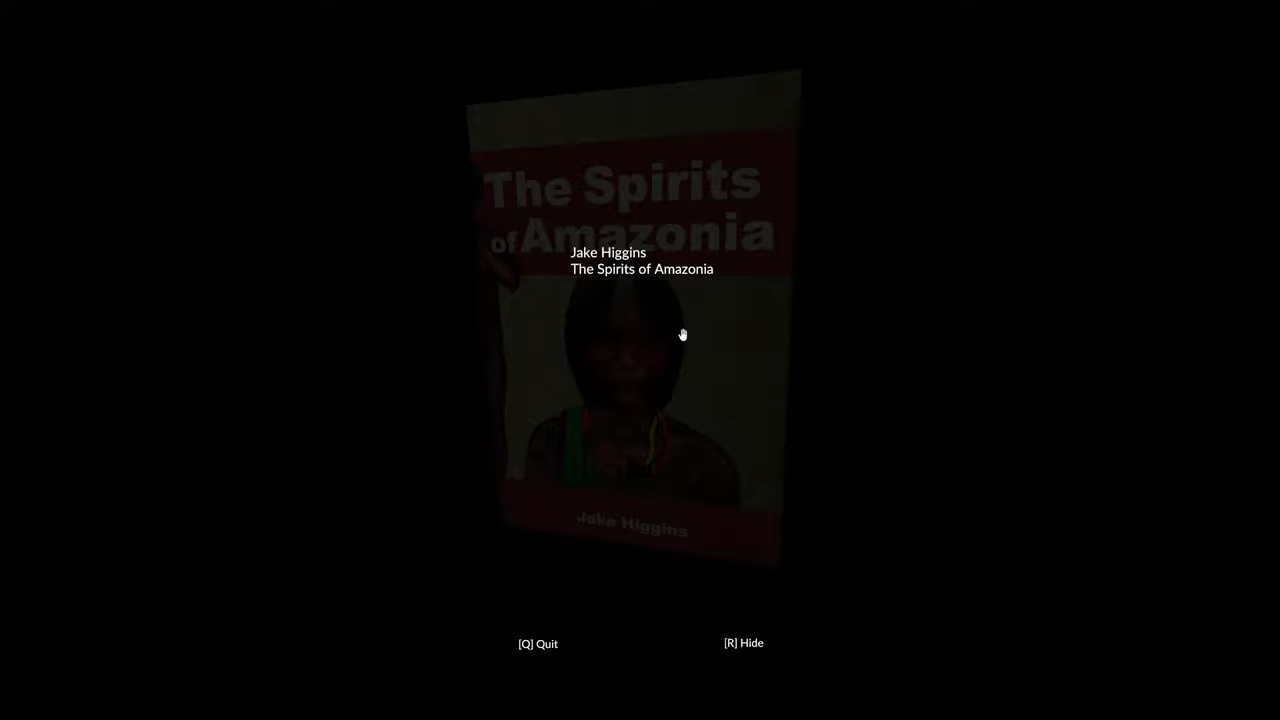 The Spirits
of Amazonia
Jake Higgins
The Spirits of Amazonia
Jake Higgins
[Q] Quit
[R] Hide